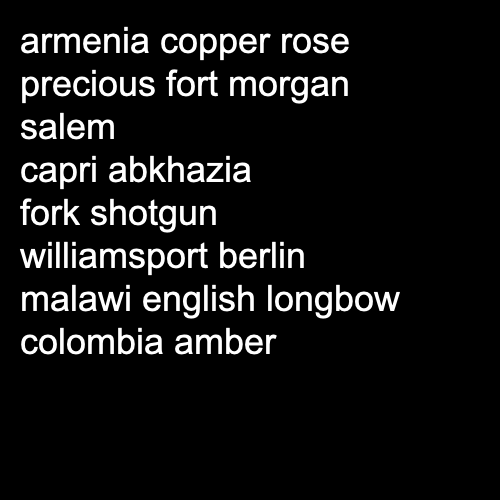 armenia copper rose
precious fort morgan
salem
capri abkhazia
fork shotgun
williamsport berlin
malawi english longbow
colombia amber